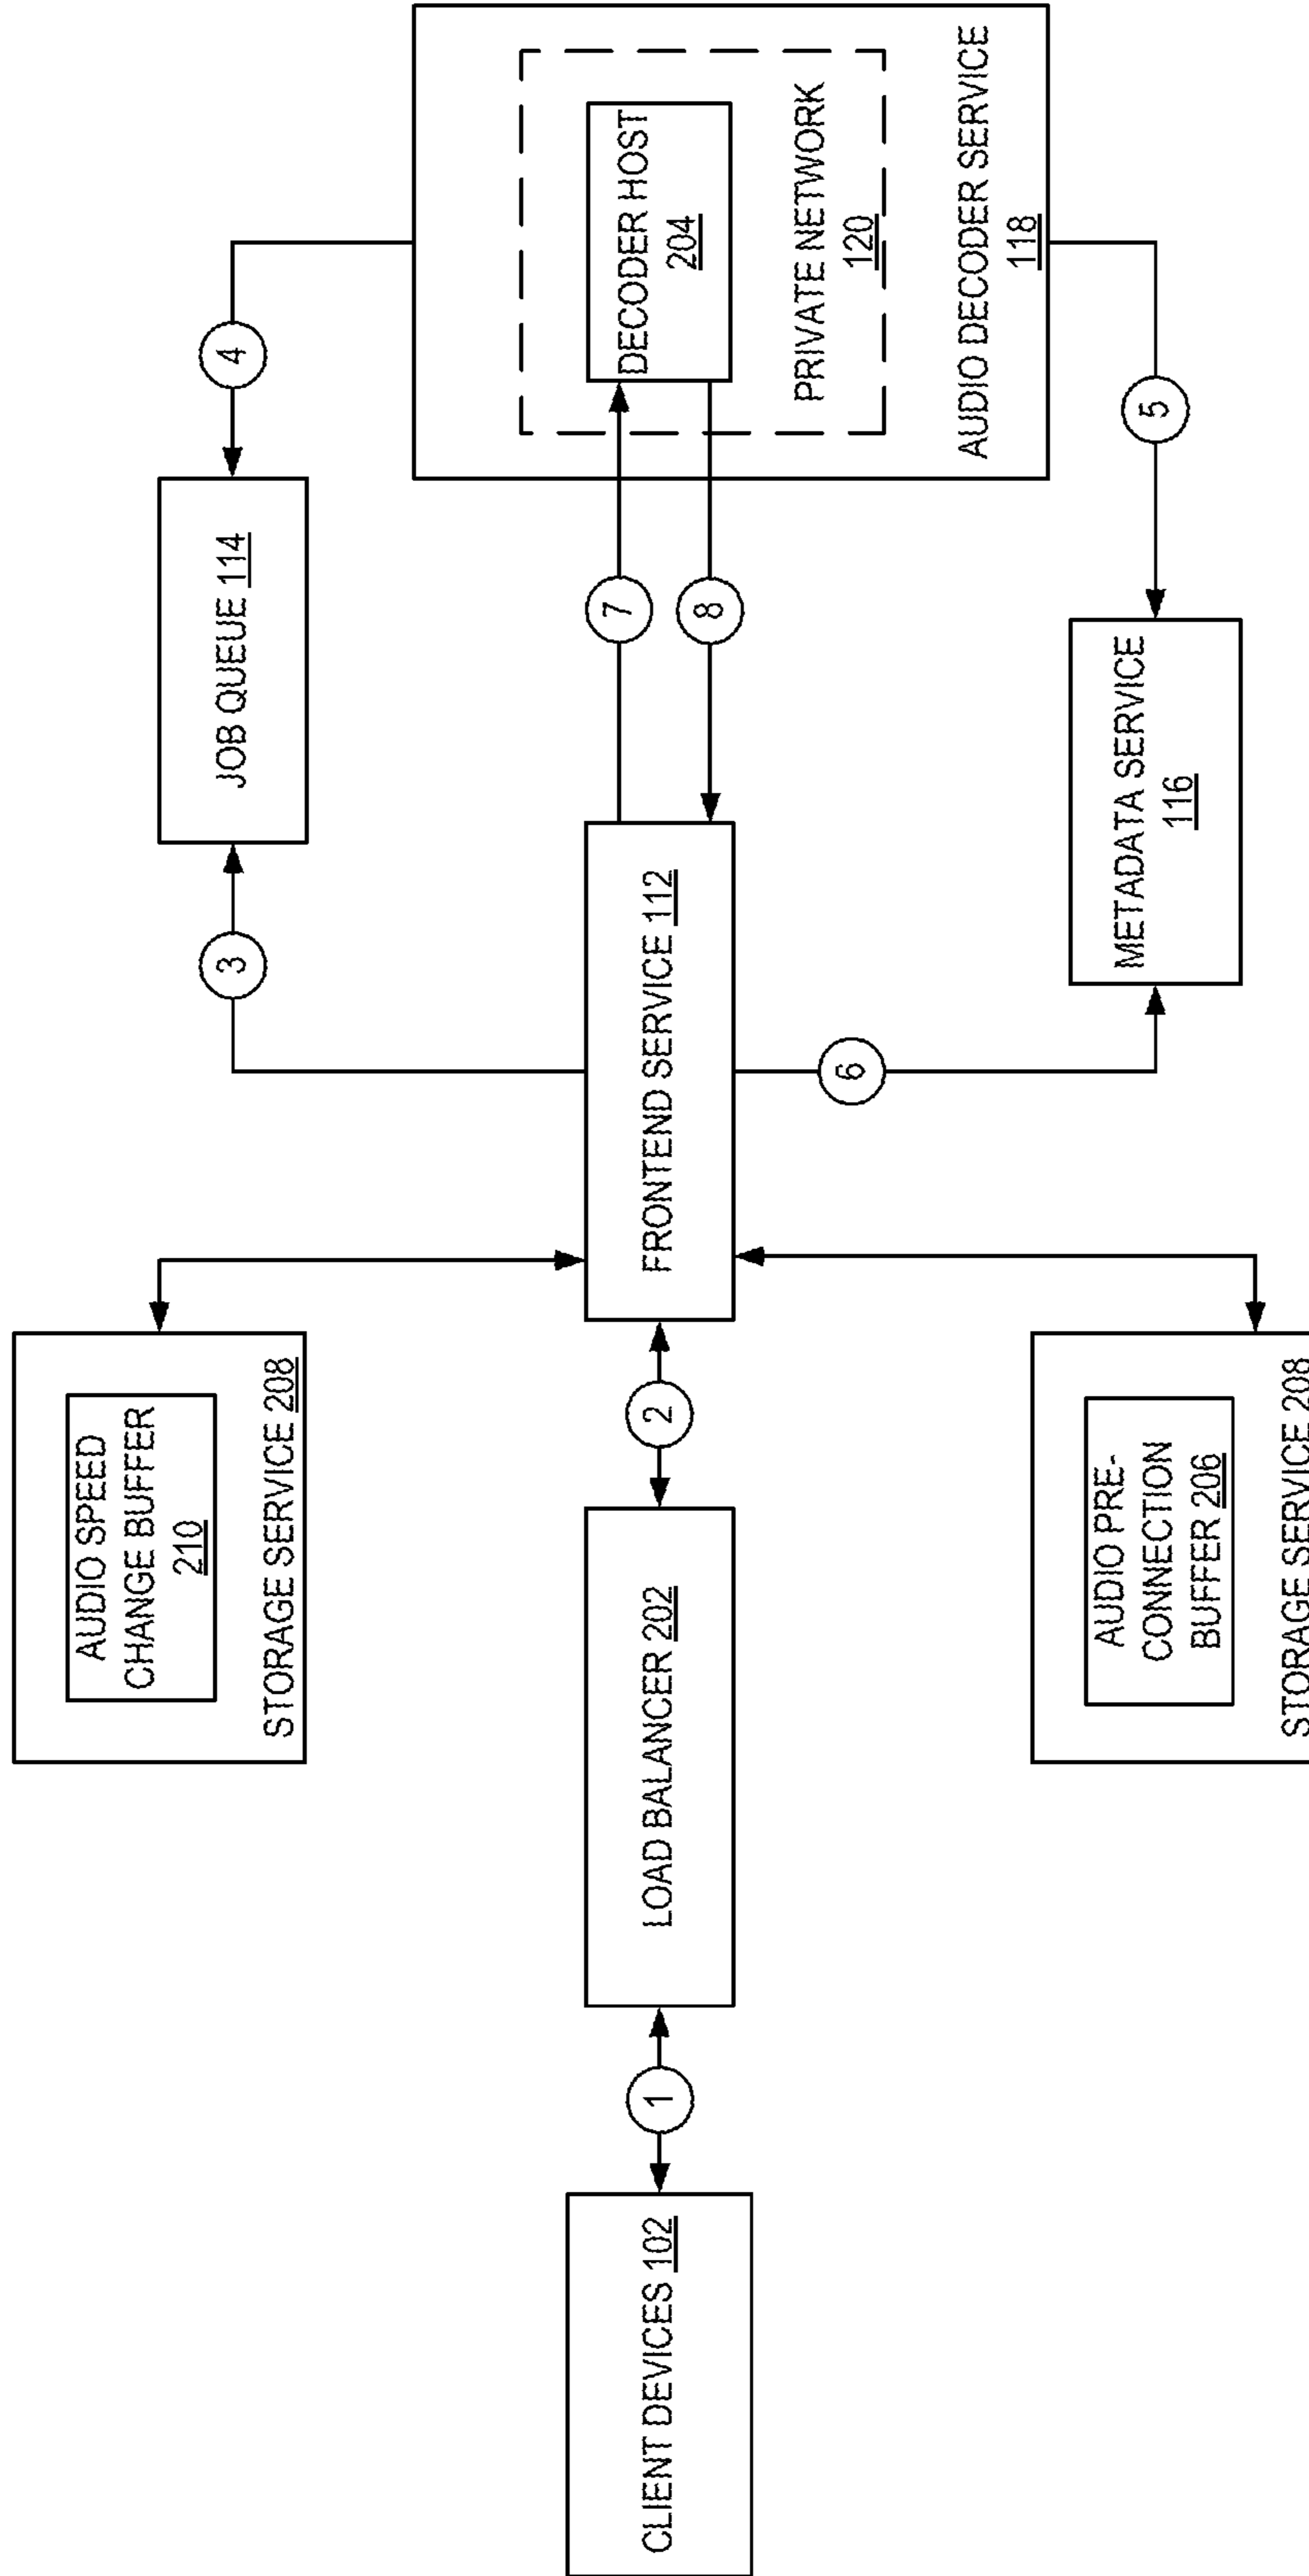 CLIENT DEVICES 102
1
LOAD BALANCER 202
2
AUDIO SPEED
CHANGE BUFFER
210
STORAGE SERVICE 208
AUDIO PRE-
CONNECTION
BUFFER 206
STORAGE SERVICE 208
FRONTEND SERVICE 112
3
6
JOB QUEUE 114
7
8
METADATA SERVICE
116
4
5
DECODER HOST
204
PRIVATE NETWORK
120
AUDIO DECODER SERVICE
118